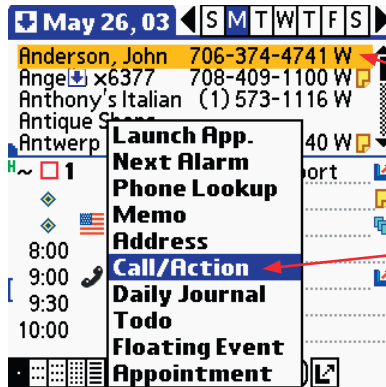 May 26, 03 S M T W T F S
Anderson, John 706-374-4741 W
Ange x6377 708-409-1100 W
Anthony's Italian (1) 573-1116 W
Antique
Antwerp 40 W
Launch App.
Next Alarm
1 Phone Lookup ort
Memo
Address
8:00
Call/Action
9:00 Daily Journal
9:30 Todo
10:00 Floating Event
Appointment